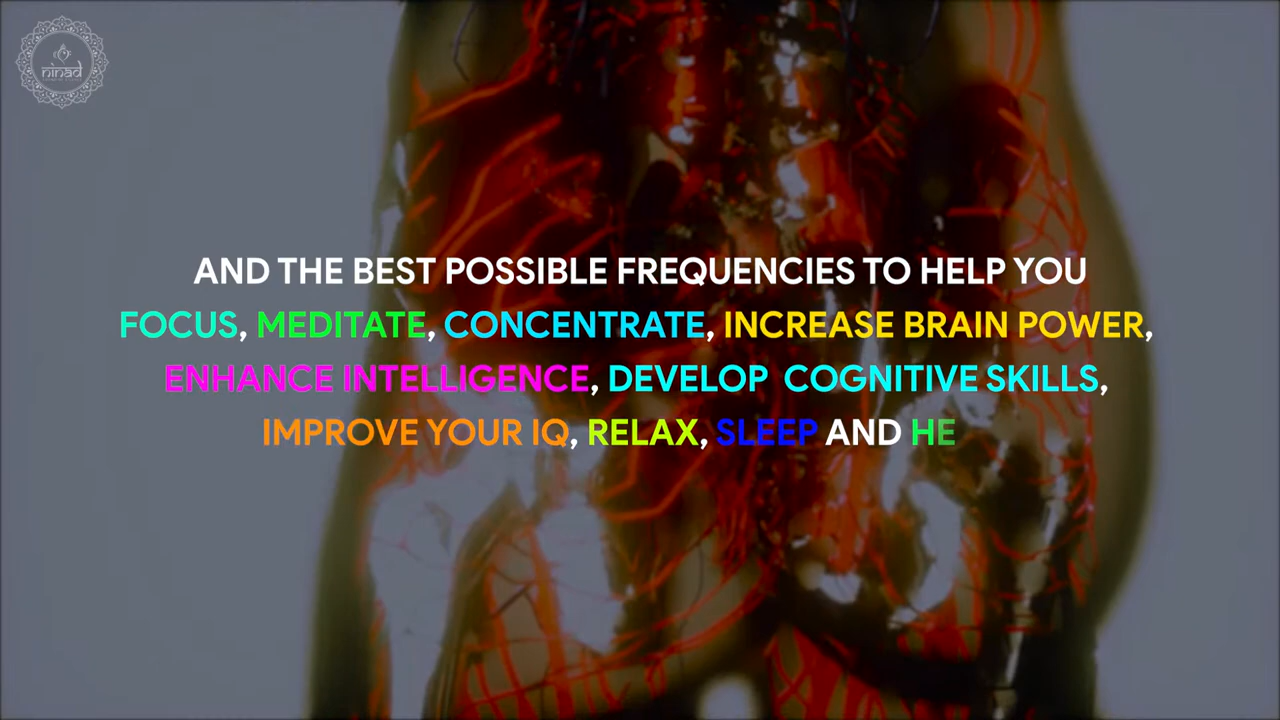 ninad
AND THE BEST POSSIBLE FREQUENCIES TO HELP YOU
FOCUS, MEDITATE, CONCENTRATE, INCREASE BRAIN POWER,
ENHANCE INTELLIGENCE, DEVELOP COGNITIVE SKILLS,
IMPROVE YOUR IQ, RELAX, SLEEP AND HE